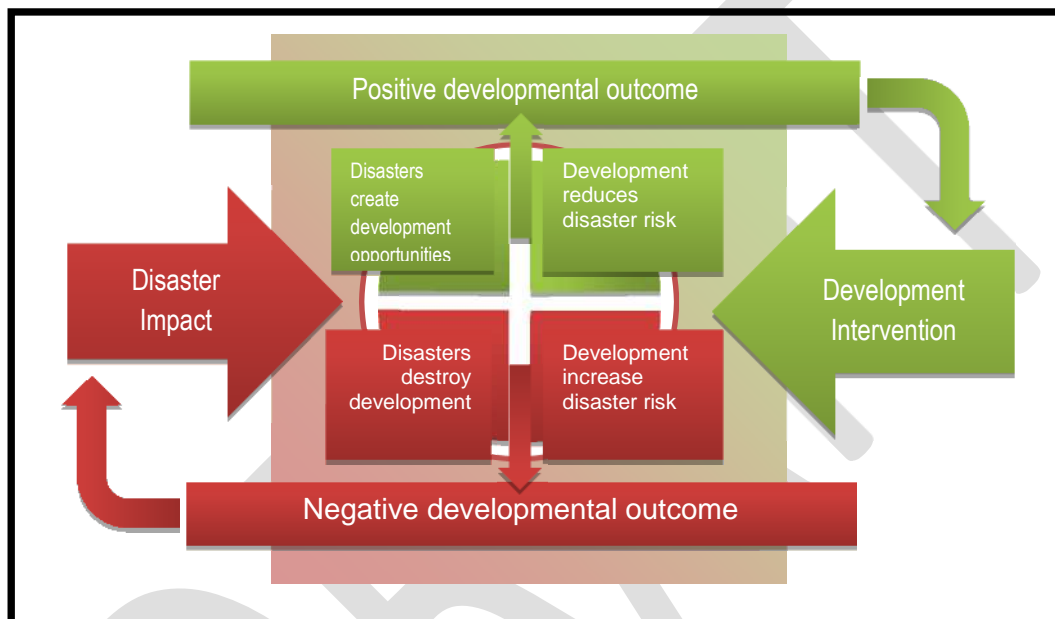 Positive developmental outcome
Disasters
create
development
opportunities
Development
reduces
disaster risk
Disaster
Impact
Development
Intervention
Disasters
destroy
development
Development
increase
disaster risk
Negative developmental outcome